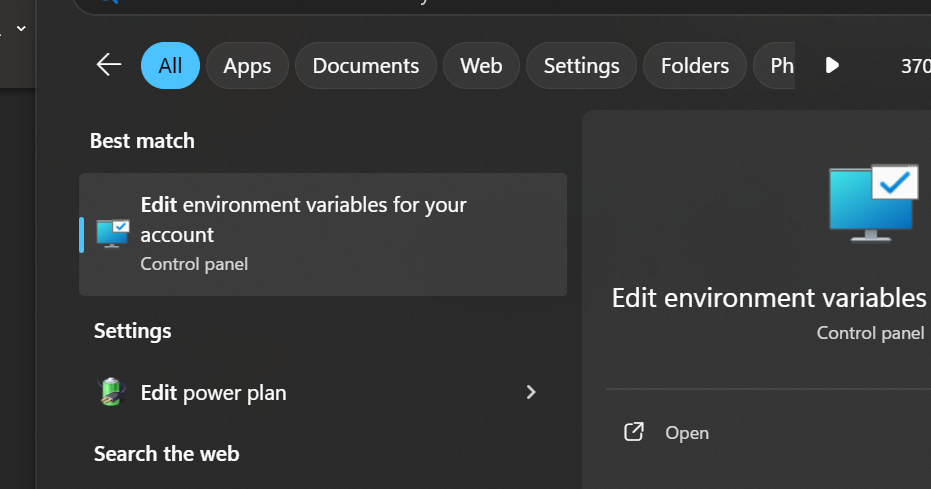 All
Apps
Documents
Web
Settings
Folders
Ph
370
Best match
Edit environment variables for your
account
Control panel
Settings
Edit power plan
Search the web
Edit environment variables
Control panel
Open